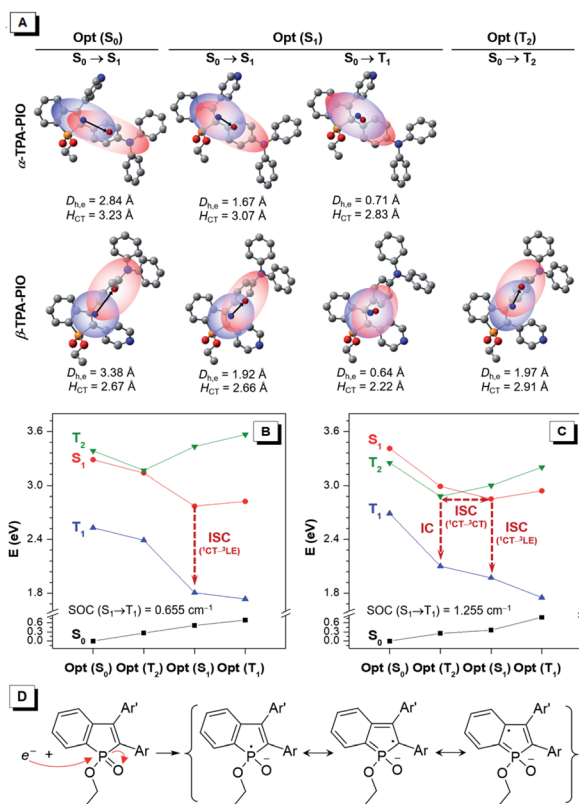 A
Opt (S₀) Opt (S₁) Opt (T₂)
S₀ → S₁ S₀ → S₁ S₀ → T₁ S₀ → T₂
α-TPA-PIO
N
Dh,e = 2.84 Å Dh,e = 1.67 Å Dh,e = 0.71 Å
HCT = 3.23 Å HCT = 3.07 Å HCT = 2.83 Å
β-TPA-PIO
Dh,e = 3.38 Å Dh,e = 1.92 Å Dh,e = 0.64 Å Dh,e = 1.97 Å
HCT = 2.67 Å HCT = 2.66 Å HCT = 2.22 Å HCT = 2.91 Å
B
E (eV)
3.6
3.0
2.4
1.8
0.6
0.3
0.0
T₂
S₁
T₁
S₀
ISC
(¹CT-³LE)
SOC (S₁→T₁) = 0.655 cm⁻¹
Opt (S₀) Opt (T₂) Opt (S₁) Opt (T₁)
C
E (eV)
3.6
3.0
2.4
1.8
0.6
0.3
0.0
S₁
T₂
T₁
S₀
IC
ISC
(¹CT-³CT)
ISC
(¹CT-³LE)
SOC (S₁→T₁) = 1.255 cm⁻¹
Opt (S₀) Opt (T₂) Opt (S₁) Opt (T₁)
D
e⁻ +
Ar'
Ar
P
O
O
Ar'
Ar
P
O
O⁻
Ar'
Ar
P
O
O⁻
Ar'
Ar
P
O
O⁻